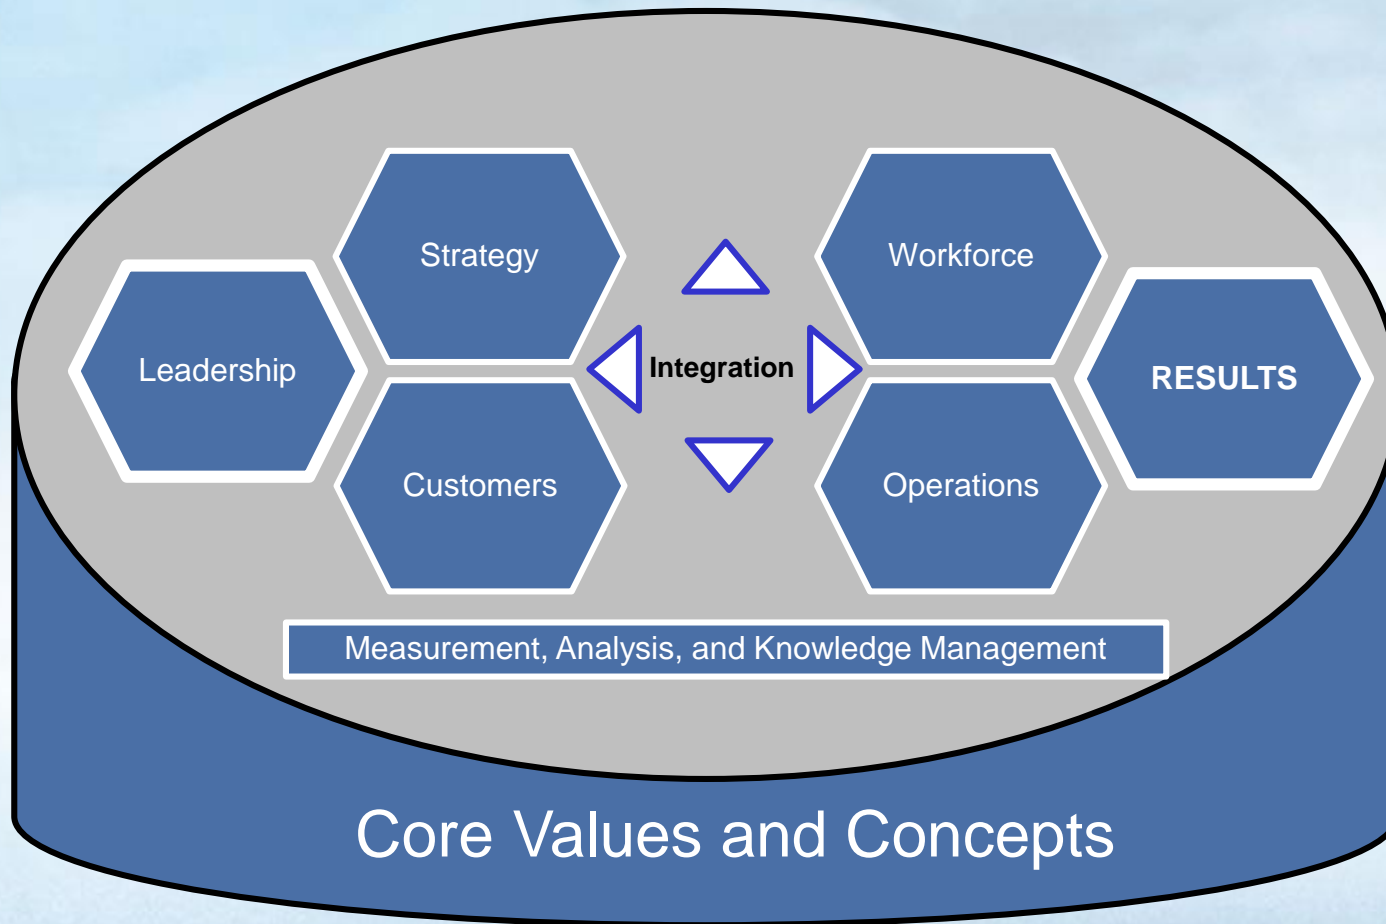 Strategy
Workforce
Leadership
Integration
RESULTS
Customers
Operations
Measurement, Analysis, and Knowledge Management
Core Values and Concepts